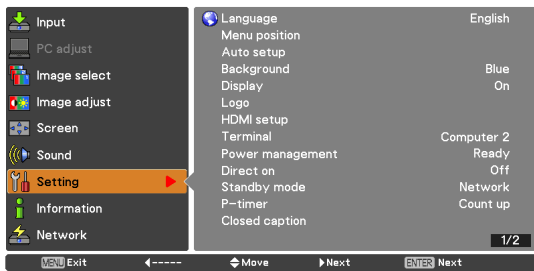 Input
PC adjust
Image select
Image adjust
Screen
Sound
Setting
Information
Network
Language English
Menu position
Auto setup
Background Blue
Display On
Logo
HDMI setup
Terminal Computer 2
Power management Ready
Direct on Off
Standby mode Network
P-timer Count up
Closed caption
1/2
MENU Exit ◀----- ◆Move ▶Next ENTER Next